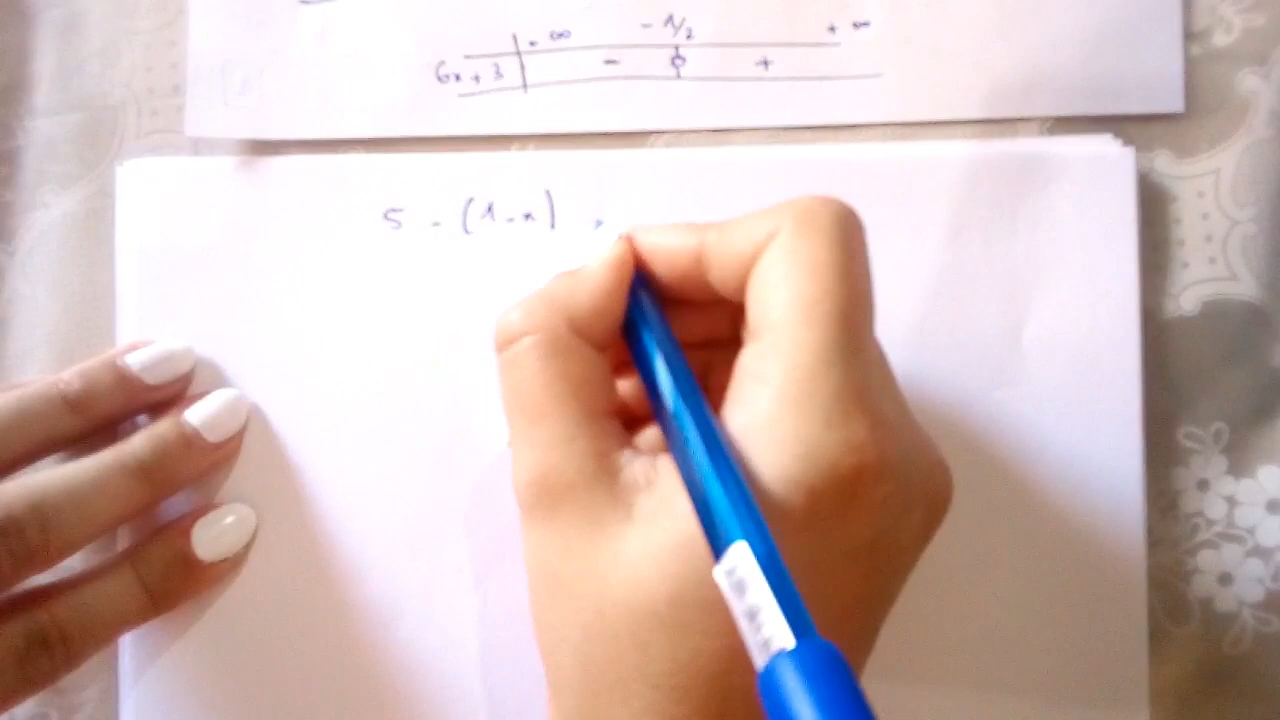 -∞ -1/2 +∞
6x+3 - 0 +
5 - (1-x)